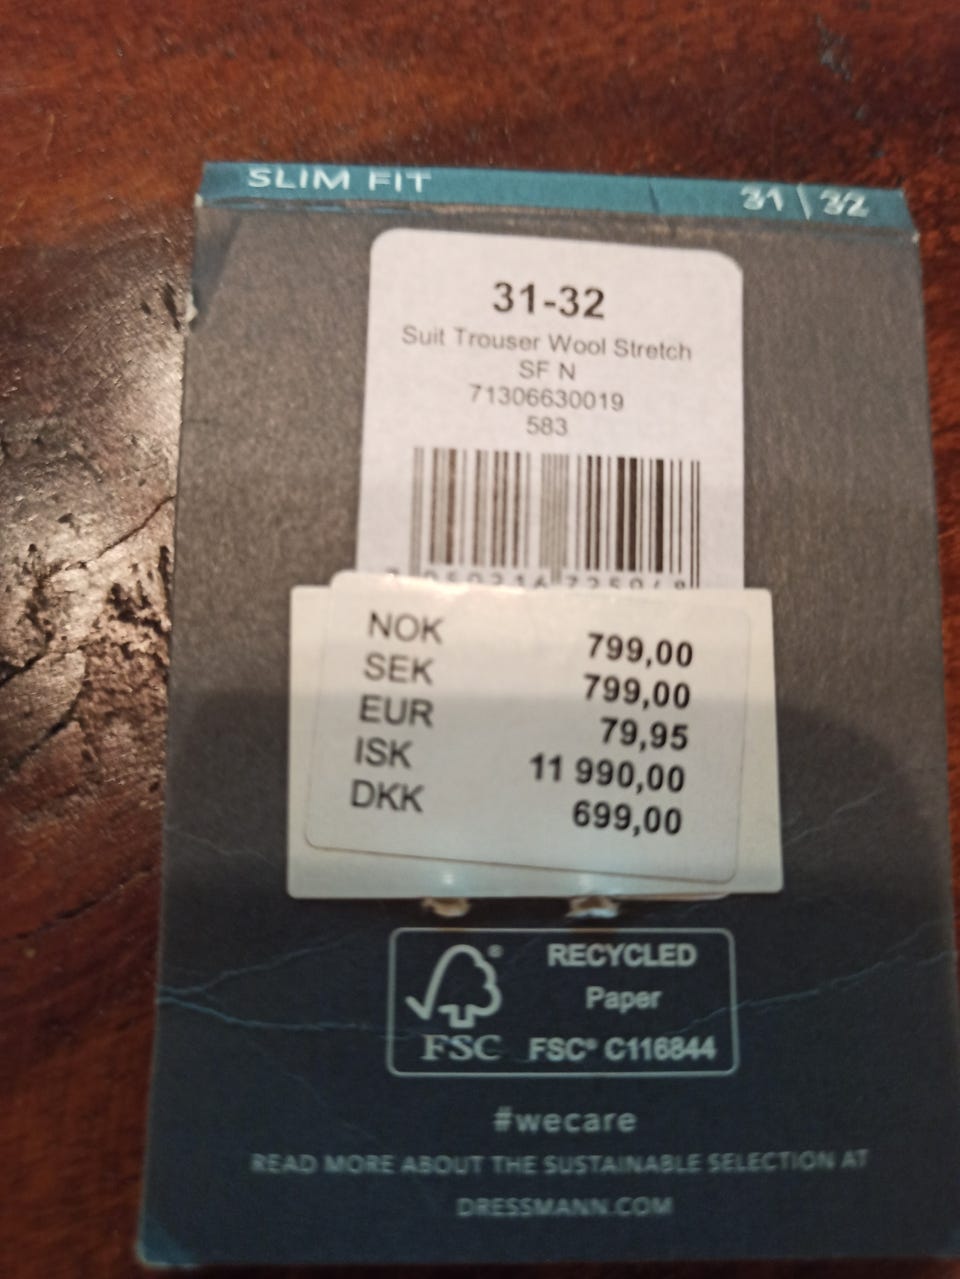 SLIM FIT 31 | 32
31-32
Suit Trouser Wool Stretch
SF N
71306630019
583
NOK 799,00
SEK 799,00
EUR 79,95
ISK 11 990,00
DKK 699,00
RECYCLED
Paper
FSC® C116844
FSC
#wecare
READ MORE ABOUT THE SUSTAINABLE SELECTION AT
DRESSMANN.COM